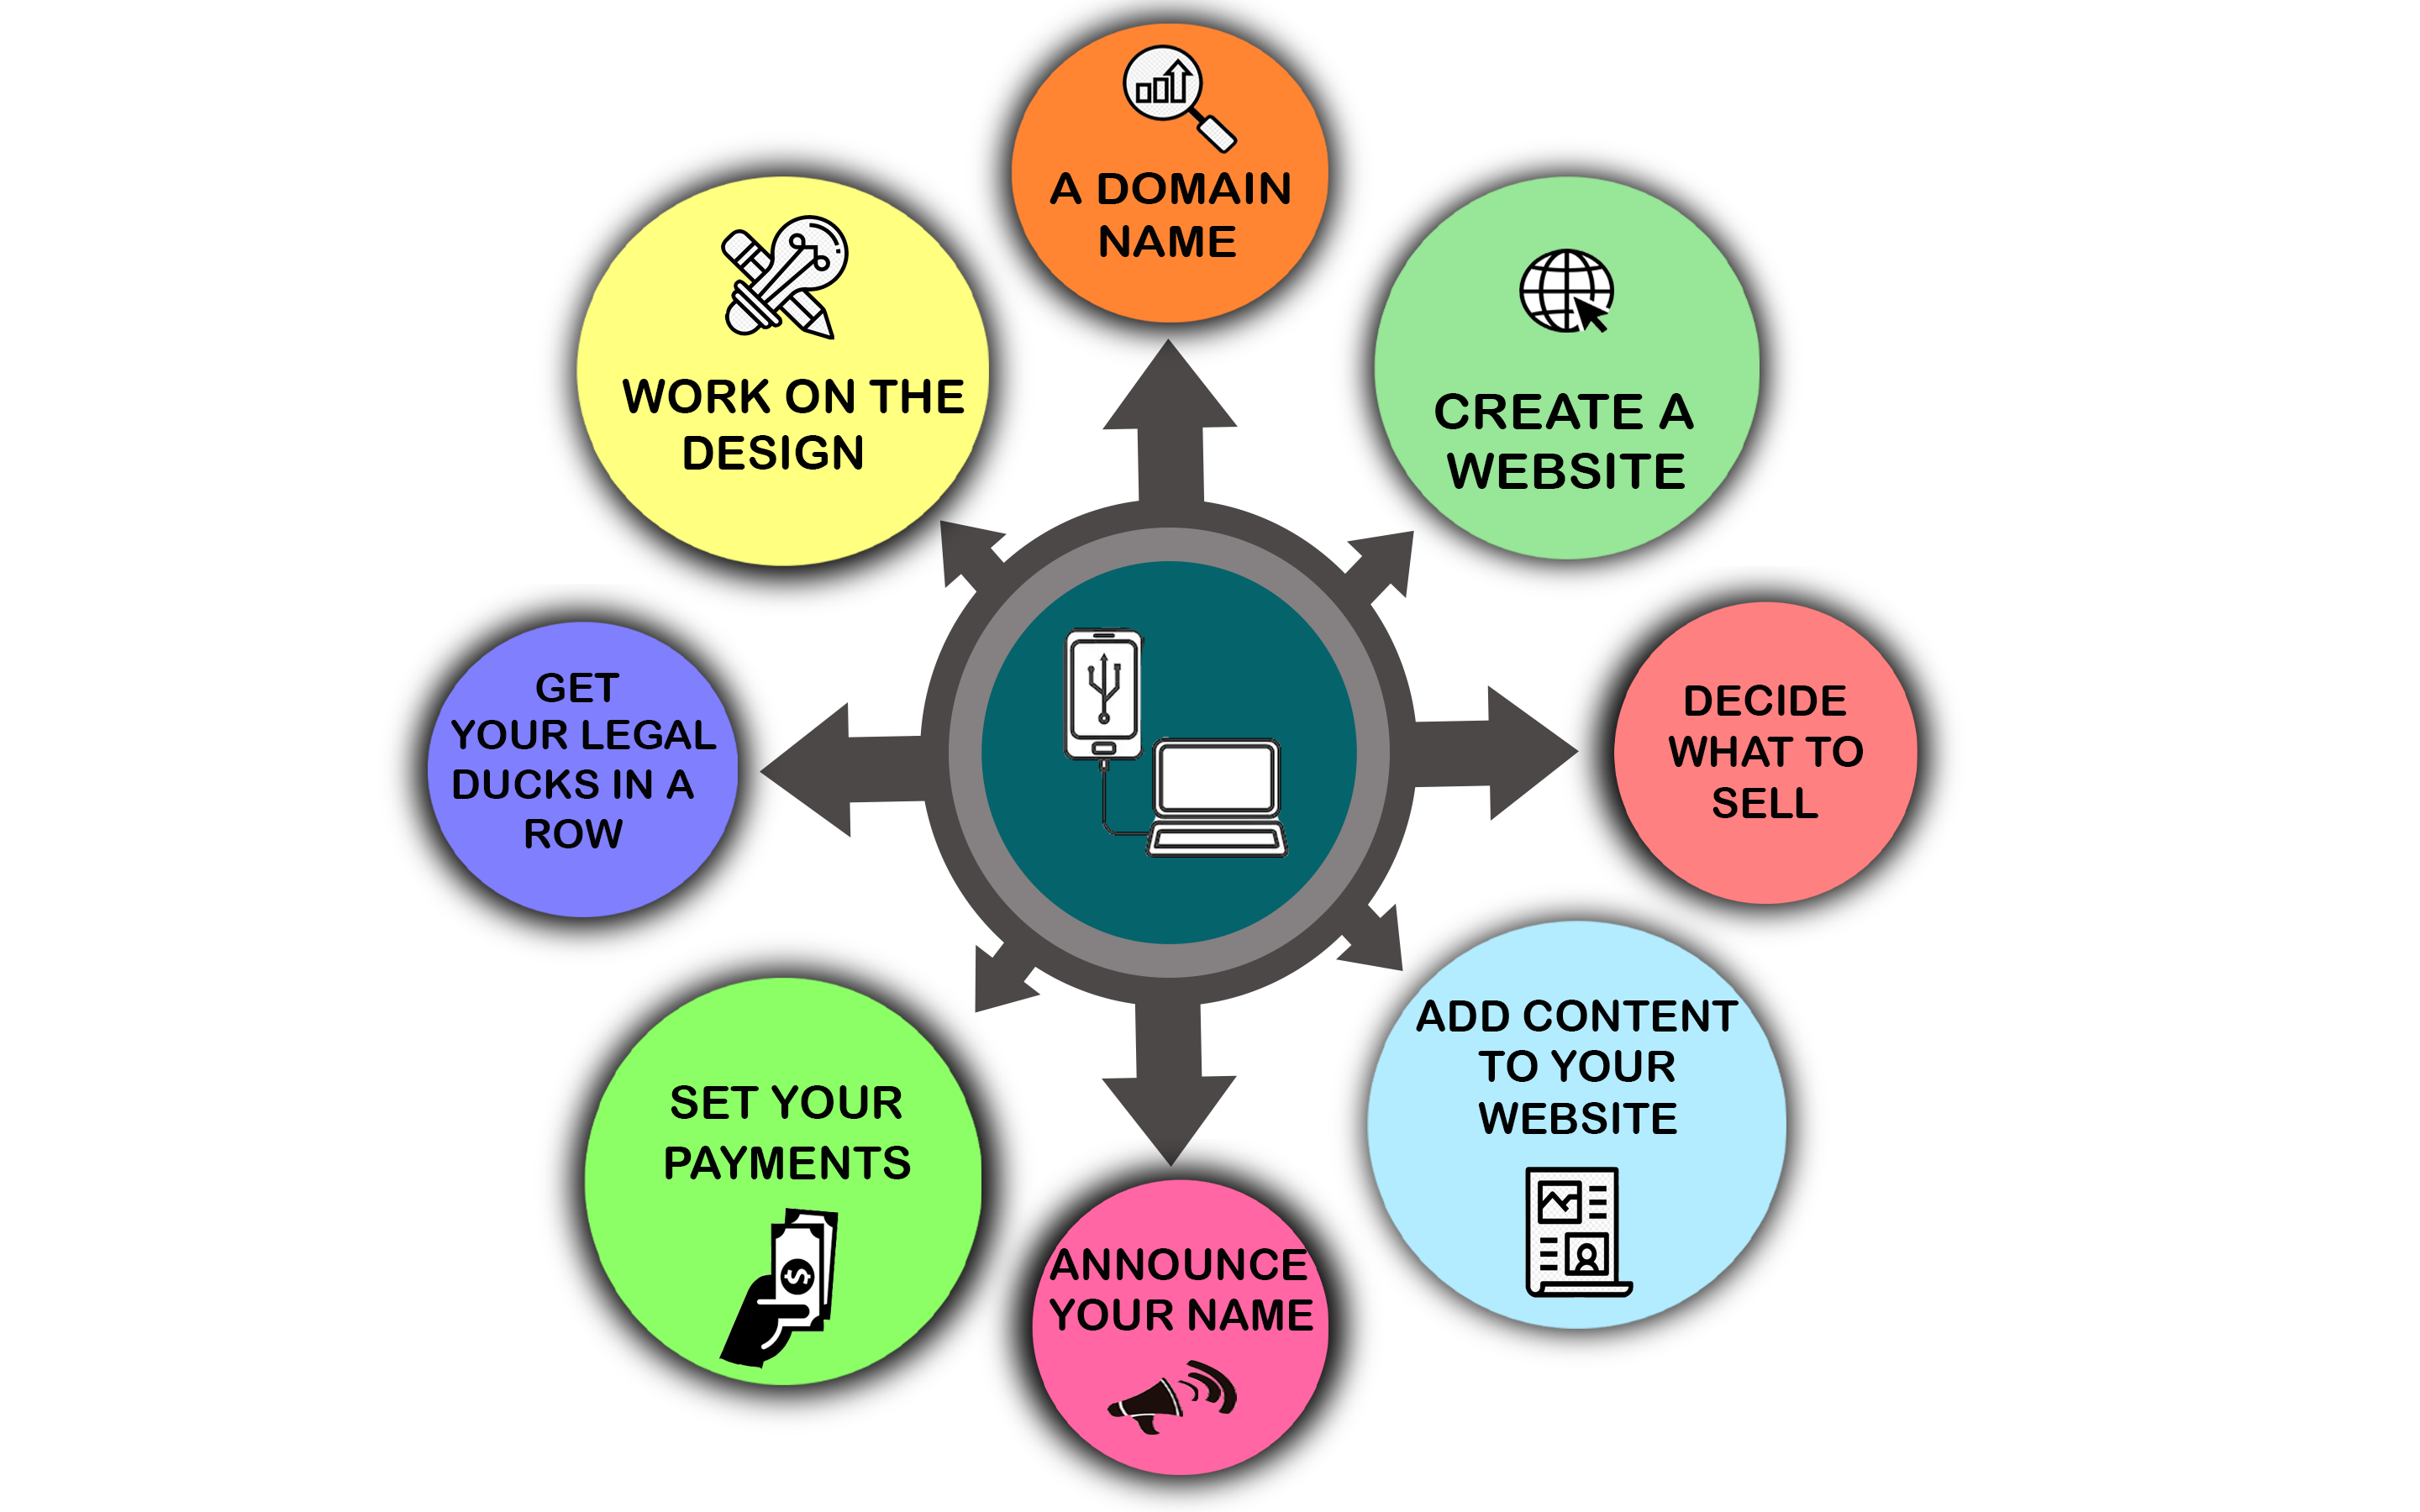 A DOMAIN
NAME
CREATE A
WEBSITE
DECIDE
WHAT TO
SELL
ADD CONTENT
TO YOUR
WEBSITE
ANNOUNCE
YOUR NAME
SET YOUR
PAYMENTS
$
GET
YOUR LEGAL
DUCKS IN A
ROW
WORK ON THE
DESIGN